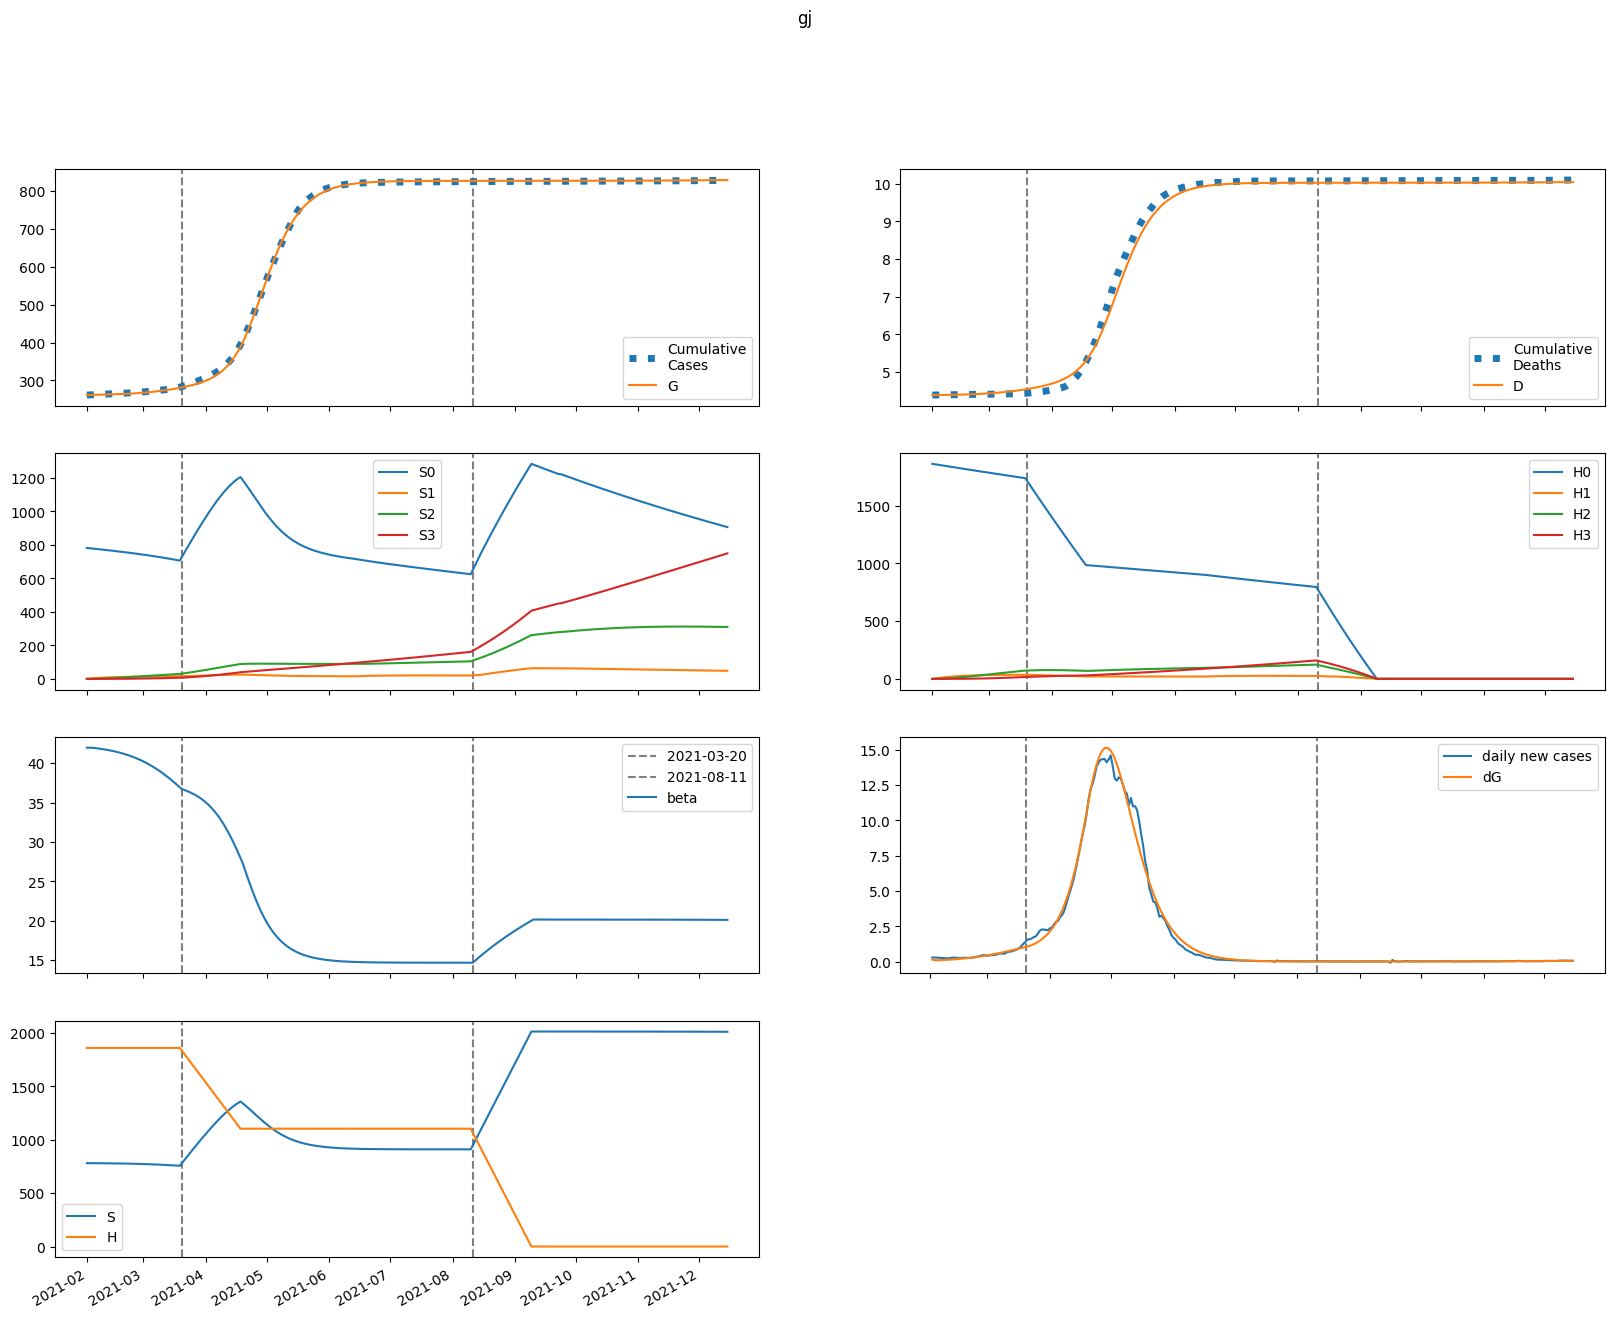 gj
800
700
600
500
400
300
Cumulative
Cases
G
10
9
8
7
6
5
Cumulative
Deaths
D
1200
1000
800
600
400
200
0
S0
S1
S2
S3
1500
1000
500
0
H0
H1
H2
H3
40
35
30
25
20
15
2021-03-20
2021-08-11
beta
15.0
12.5
10.0
7.5
5.0
2.5
0.0
daily new cases
dG
2000
1500
1000
500
0
S
H
2021-02
2021-03
2021-04
2021-05
2021-06
2021-07
2021-08
2021-09
2021-10
2021-11
2021-12